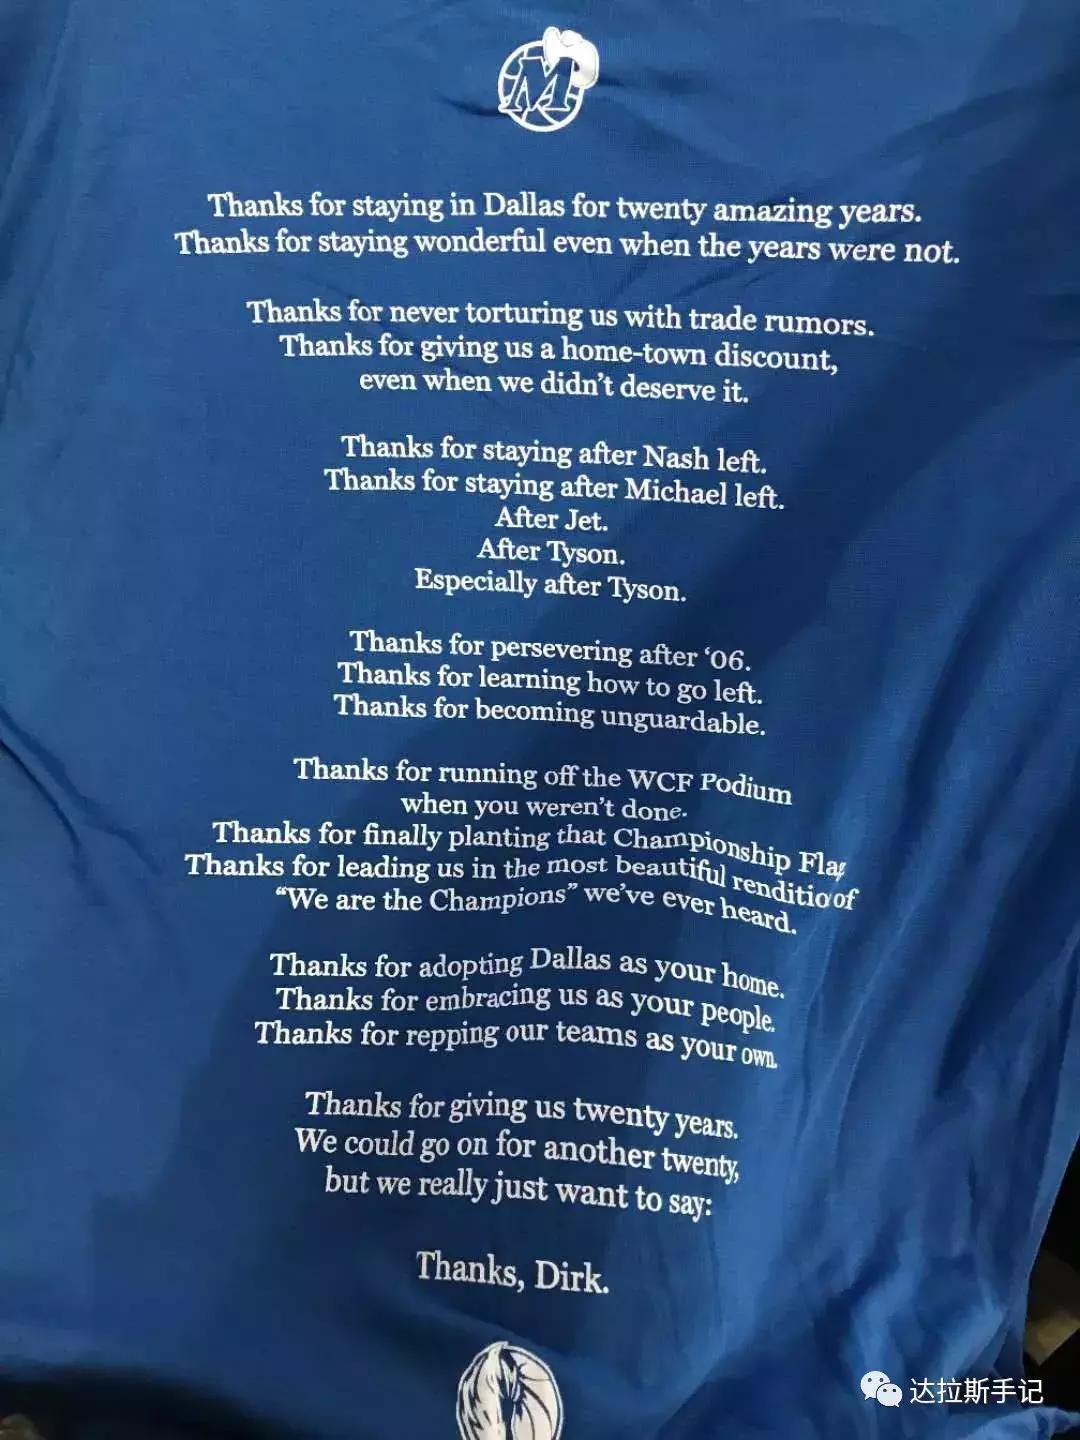 M
Thanks for staying in Dallas for twenty amazing years.
Thanks for staying wonderful even when the years were not.
Thanks for never torturing us with trade rumors.
Thanks for giving us a home-town discount,
even when we didn't deserve it.
Thanks for staying after Nash left.
Thanks for staying after Michael left.
After Jet.
After Tyson.
Especially after Tyson.
Thanks for persevering after ‘06.
Thanks for learning how to go left.
Thanks for becoming unguardable.
Thanks for running off the WCF Podium
when you weren't done.
Thanks for finally planting that Championship Flag
Thanks for leading us in the most beautiful renditio of
“We are the Champions” we've ever heard.
Thanks for adopting Dallas as your home.
Thanks for embracing us as your people.
Thanks for repping our teams as your own.
Thanks for giving us twenty years.
We could go on for another twenty,
but we really just want to say:
Thanks, Dirk.
达拉斯手记